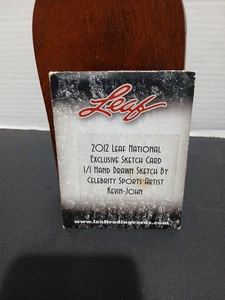 Leaf
2012 Leaf National
Exclusive Sketch Card
1/1 Hand Drawn Sketch By
Celebrity Sports Artist
Kevin-John
www.leaftradingcards.com